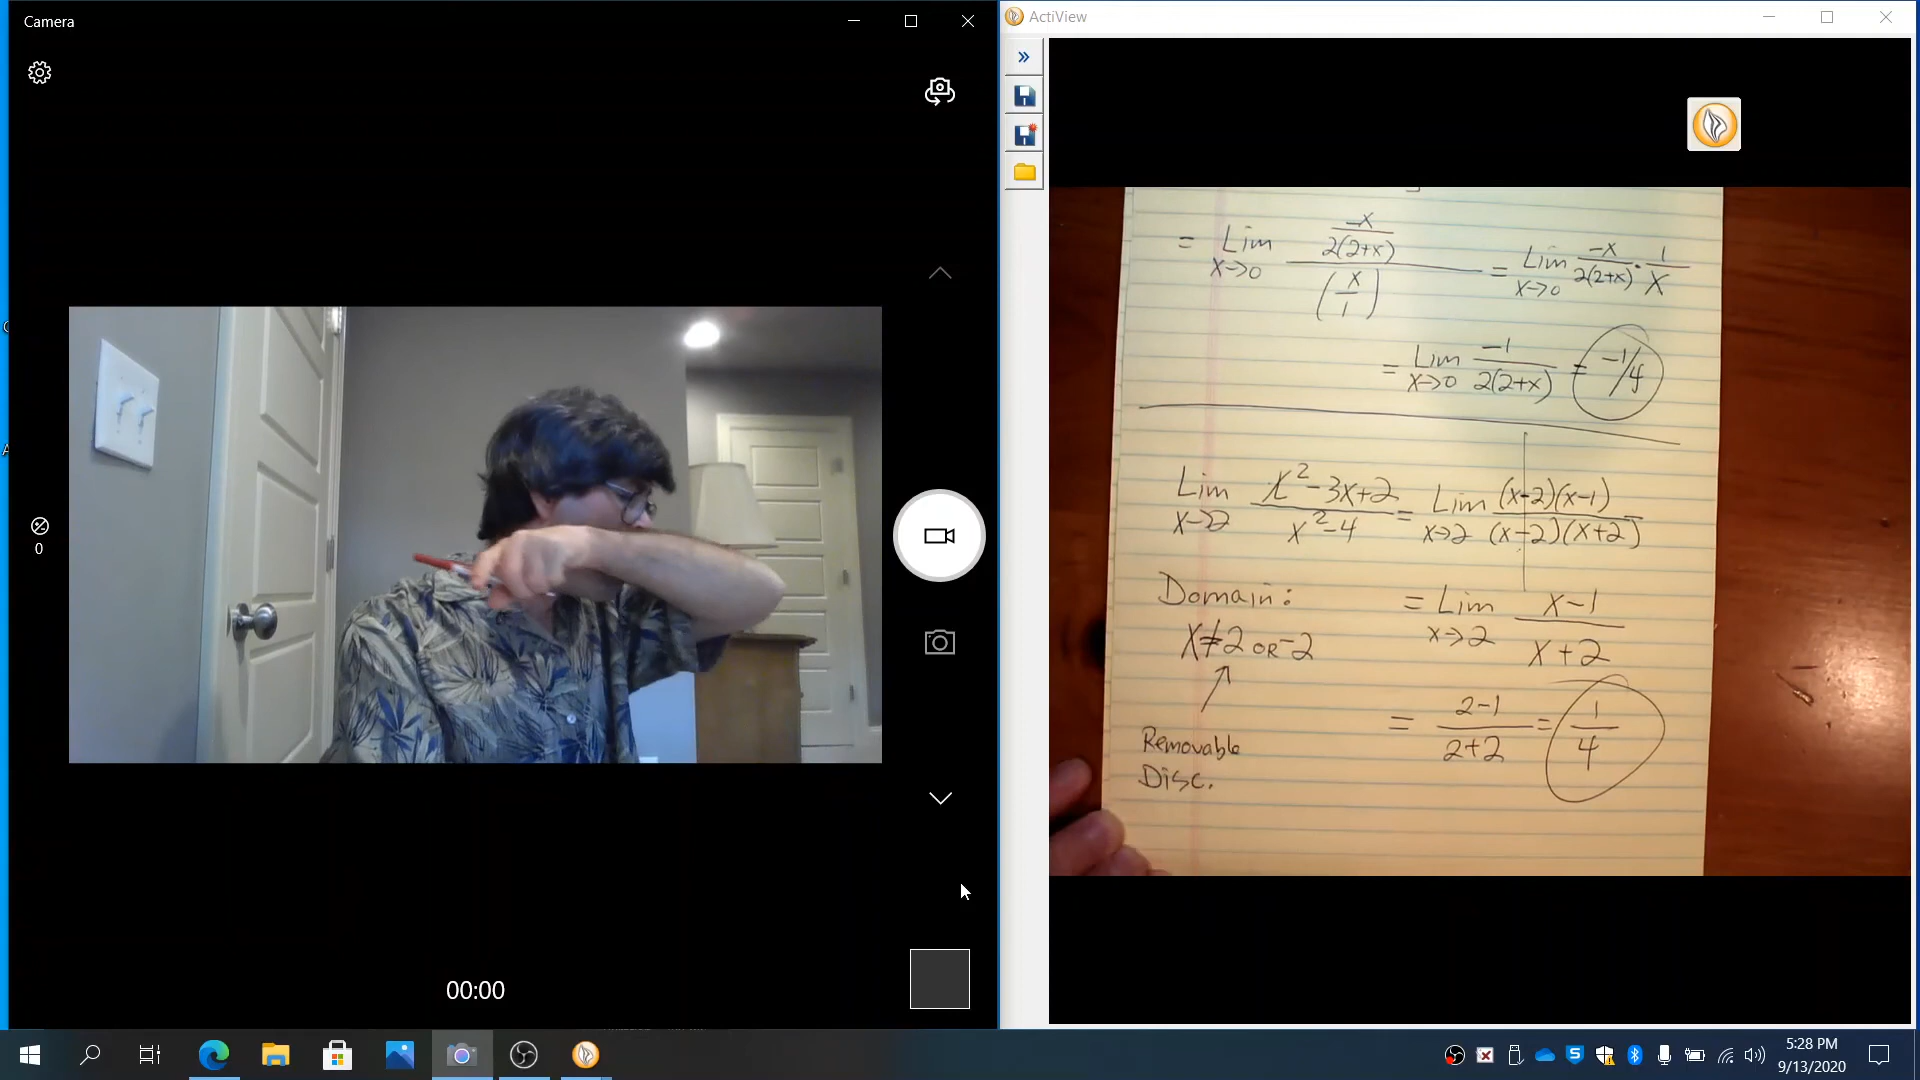 Camera
0
00:00
ActiView
= Lim x→0 (-x/2(2+x))/(x/1) = Lim x→0 -x/2(2+x) · 1/x
= Lim x→0 -1/2(2+x) = -1/4
Lim x→2 x²-3x+2/x²-4 = Lim x→2 (x-2)(x-1)/(x-2)(x+2)
Domain:
x≠2 OR -2
Removable
Disc.
= Lim x→2 x-1/x+2
= 2-1/2+2 = 1/4
5:28 PM
9/13/2020